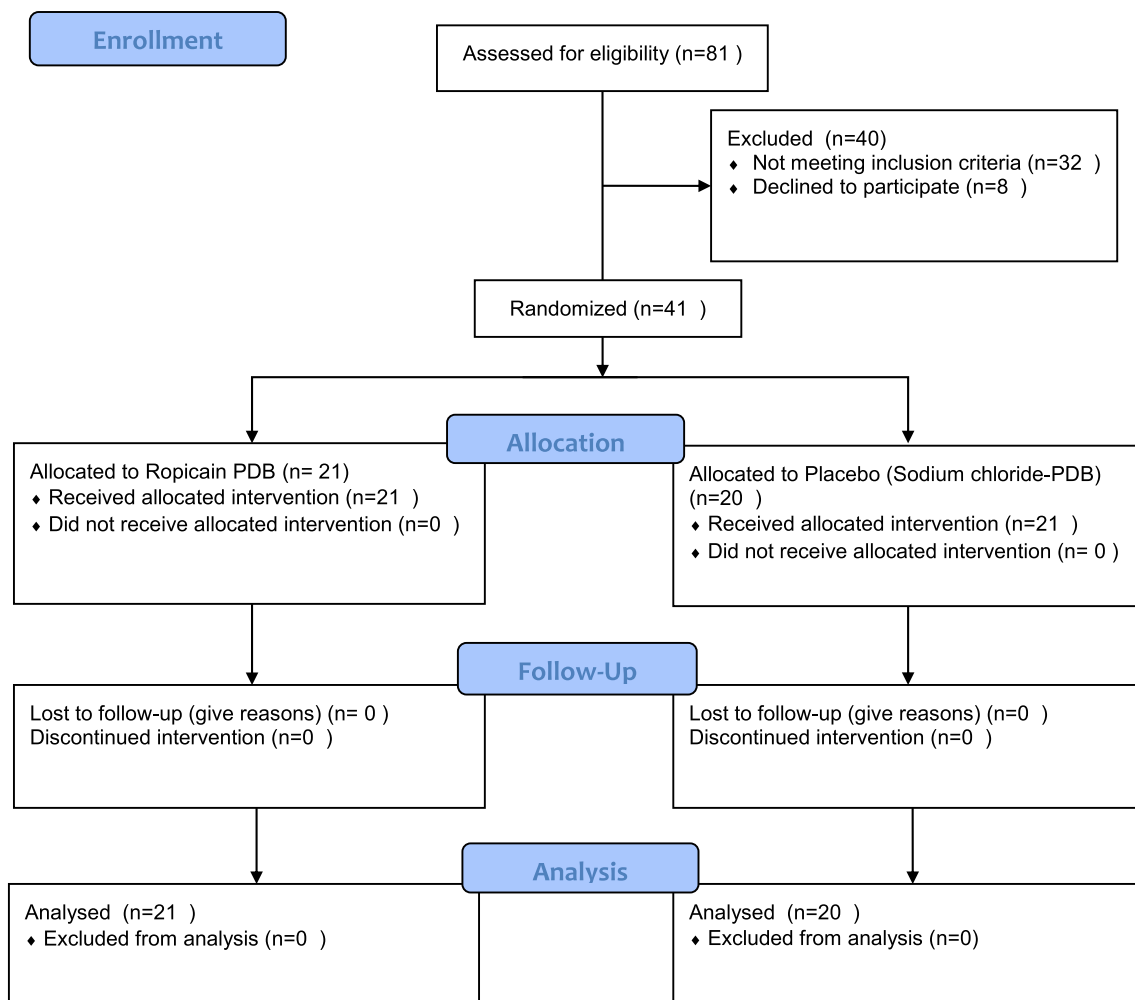 Enrollment
Assessed for eligibility (n=81 )
Excluded (n=40)
♦ Not meeting inclusion criteria (n=32 )
♦ Declined to participate (n=8 )
Randomized (n=41 )
Allocation
Allocated to Ropicain PDB (n= 21)
♦ Received allocated intervention (n=21 )
♦ Did not receive allocated intervention (n=0 )
Allocated to Placebo (Sodium chloride-PDB)
(n=20 )
♦ Received allocated intervention (n=21 )
♦ Did not receive allocated intervention (n= 0 )
Follow-Up
Lost to follow-up (give reasons) (n= 0 )
Discontinued intervention (n=0 )
Lost to follow-up (give reasons) (n=0 )
Discontinued intervention (n=0 )
Analysis
Analysed (n=21 )
♦ Excluded from analysis (n=0 )
Analysed (n=20 )
♦ Excluded from analysis (n=0)